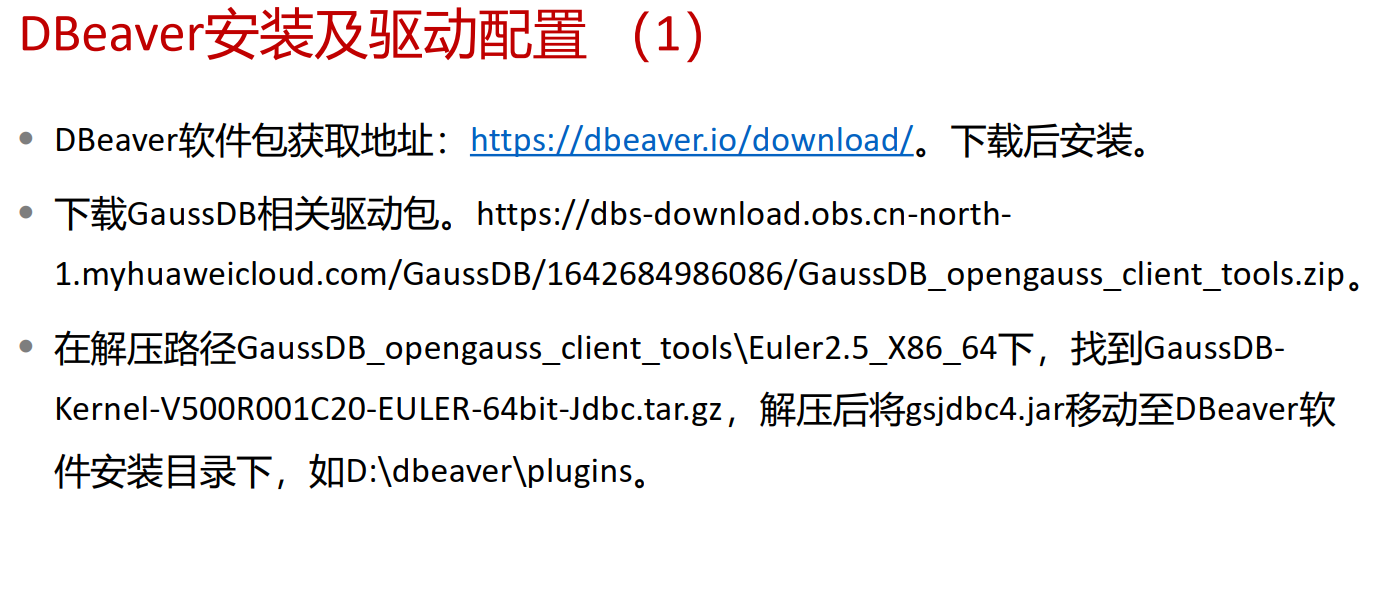 DBeaver安装及驱动配置 （1）
• DBeaver软件包获取地址：https://dbeaver.io/download/。下载后安装。
• 下载GaussDB相关驱动包。https://dbs-download.obs.cn-north-
1.myhuaweicloud.com/GaussDB/1642684986086/GaussDB_opengauss_client_tools.zip。
• 在解压路径GaussDB_opengauss_client_tools\Euler2.5_X86_64下，找到GaussDB-
Kernel-V500R001C20-EULER-64bit-Jdbc.tar.gz，解压后将gsjdbc4.jar移动至DBeaver软
件安装目录下，如D:\dbeaver\plugins。